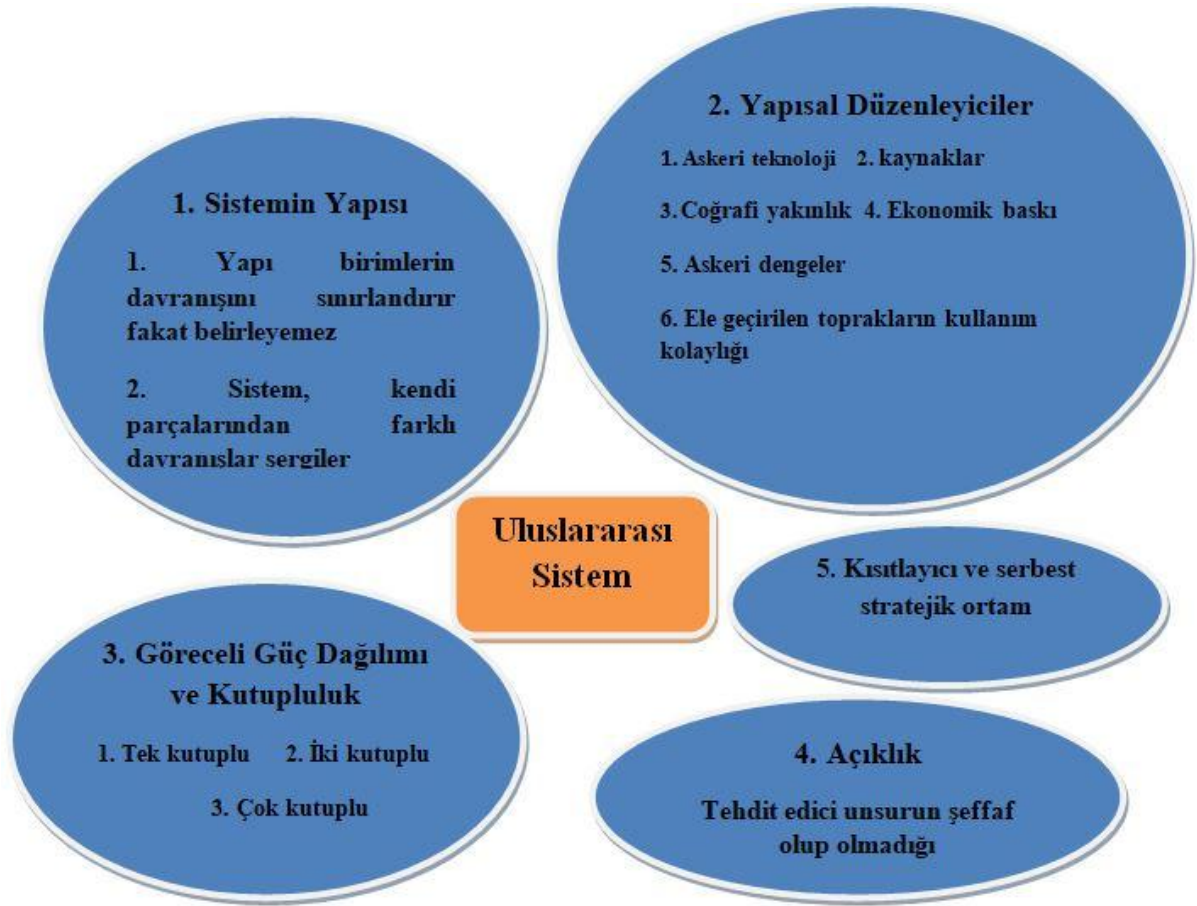 1. Sistemin Yapısı
1. Yapı birimlerin
davranışını sınırlandırır
fakat belirleyemez
2. Sistem, kendi
parçalarından farklı
davranışlar sergiler
2. Yapısal Düzenleyiciler
1. Askeri teknoloji 2. kaynaklar
3. Coğrafi yakınlık 4. Ekonomik baskı
5. Askeri dengeler
6. Ele geçirilen toprakların kullanım
kolaylığı
Uluslararası
Sistem
3. Göreceli Güç Dağılımı
ve Kutupluluk
1. Tek kutuplu 2. İki kutuplu
3. Çok kutuplu
5. Kısıtlayıcı ve serbest
stratejik ortam
4. Açıklık
Tehdit edici unsurun şeffaf
olup olmadığı